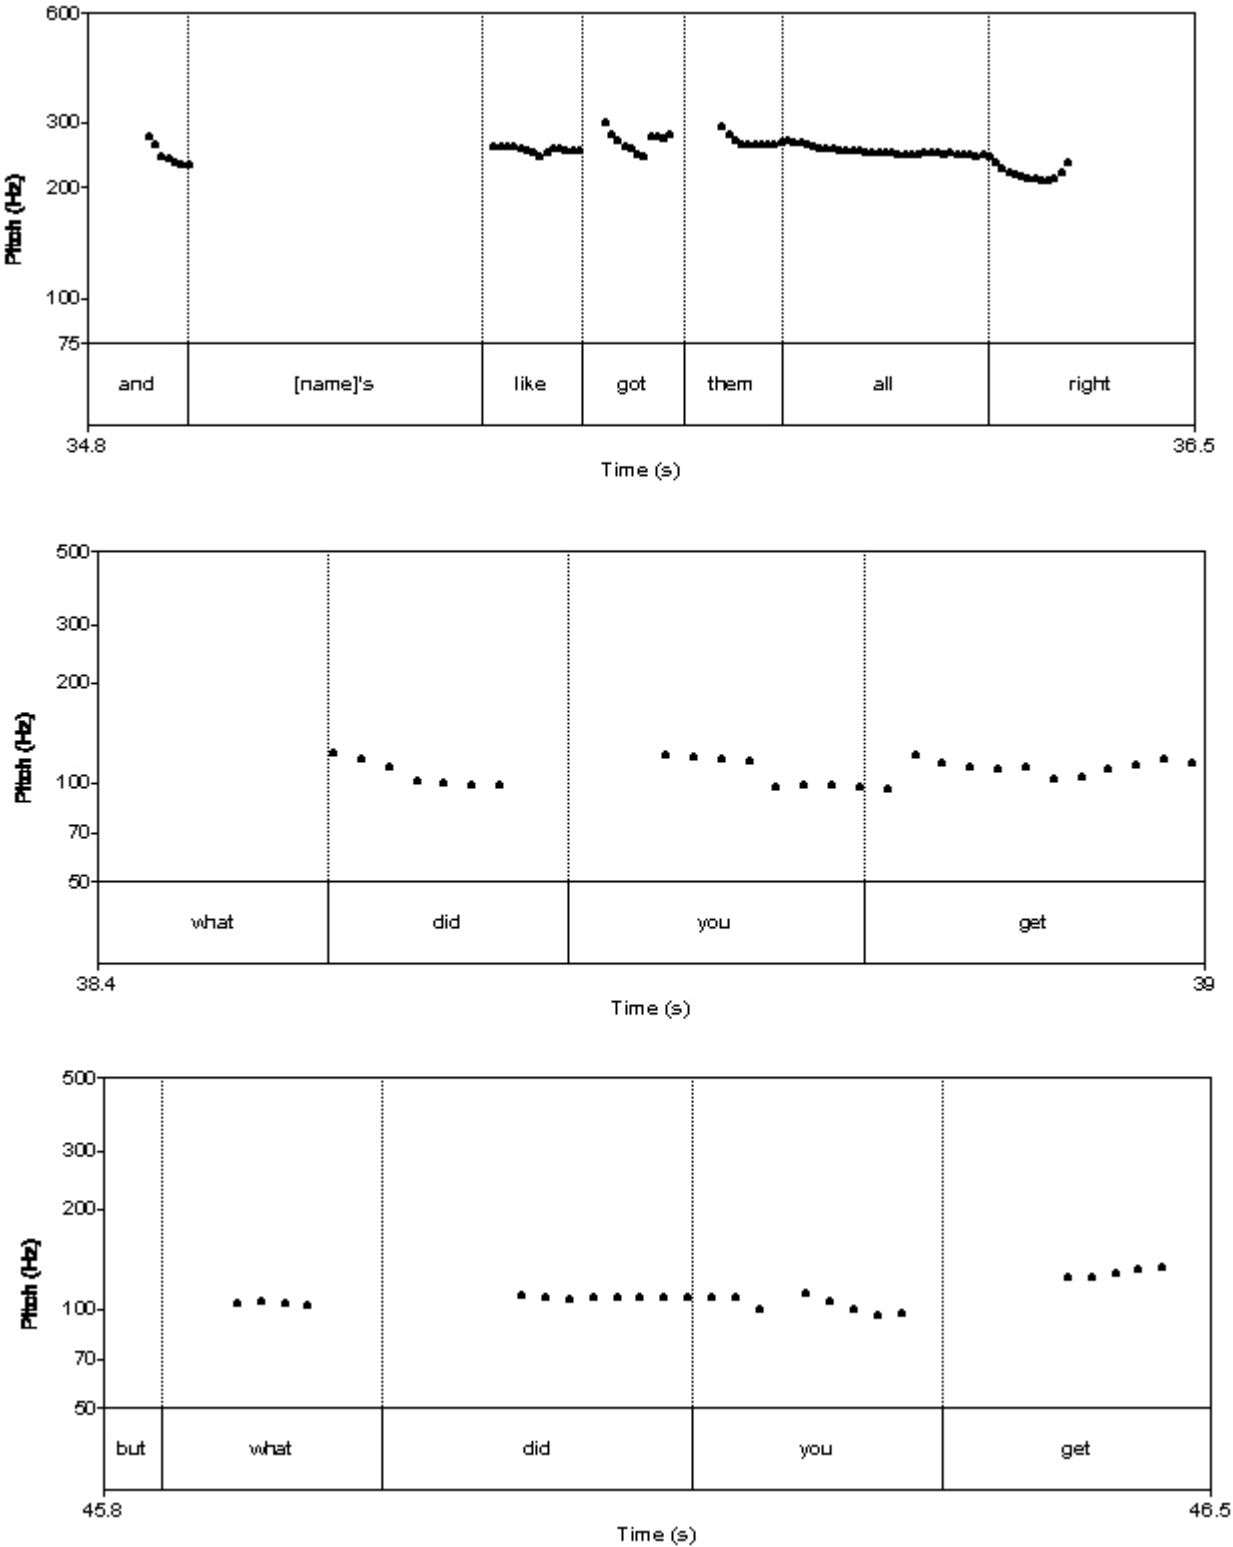 600
300
200
100
75
Pitch (Hz)
and [name]'s like got them all right
34.8 36.5
Time (s)
500
300
200
100
70
50
Pitch (Hz)
what did you get
38.4 39
Time (s)
500
300
200
100
70
50
Pitch (Hz)
but what did you get
45.8 46.5
Time (s)